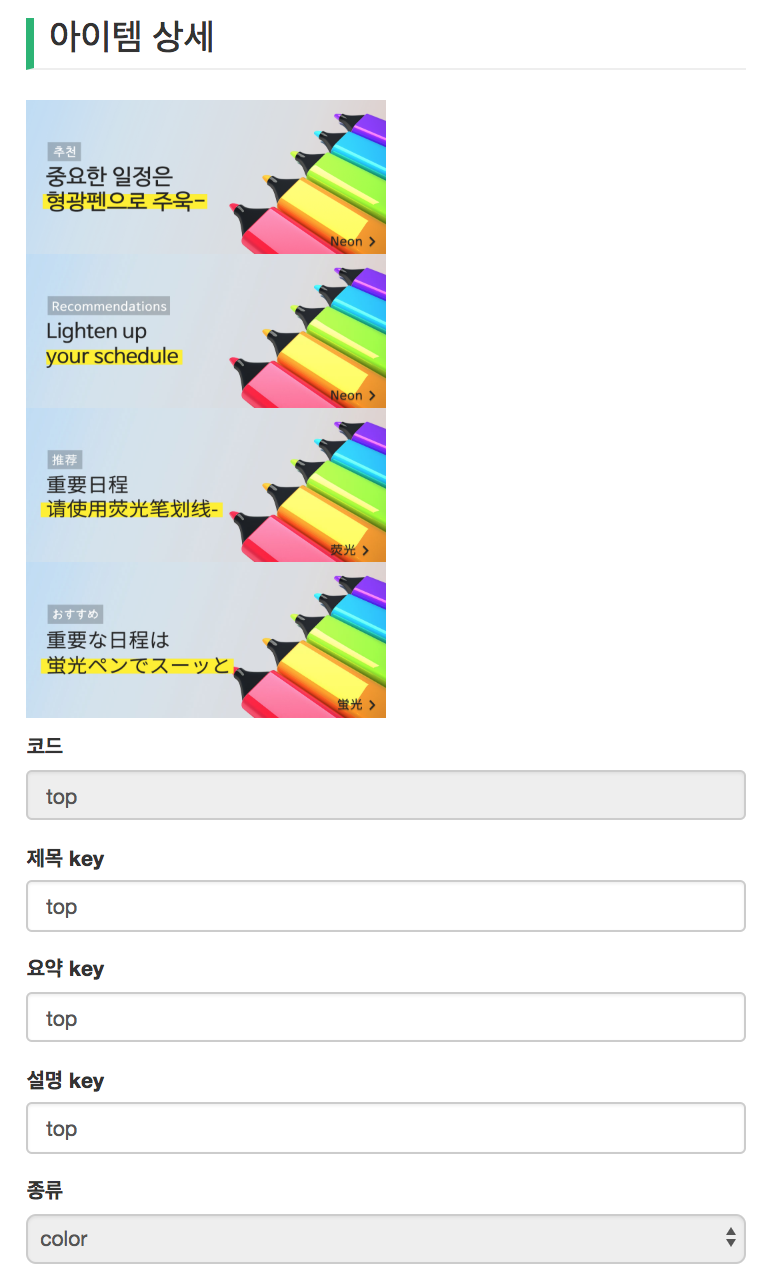 아이템 상세
추천
중요한 일정은
형광펜으로 주욱-
Neon >
Recommendations
Lighten up
your schedule
Neon >
推荐
重要日程
请使用荧光笔划线-
荧光 >
おすすめ
重要な日程は
蛍光ペンでスーッと
蛍光 >
코드
top
제목 key
top
요약 key
top
설명 key
top
종류
color